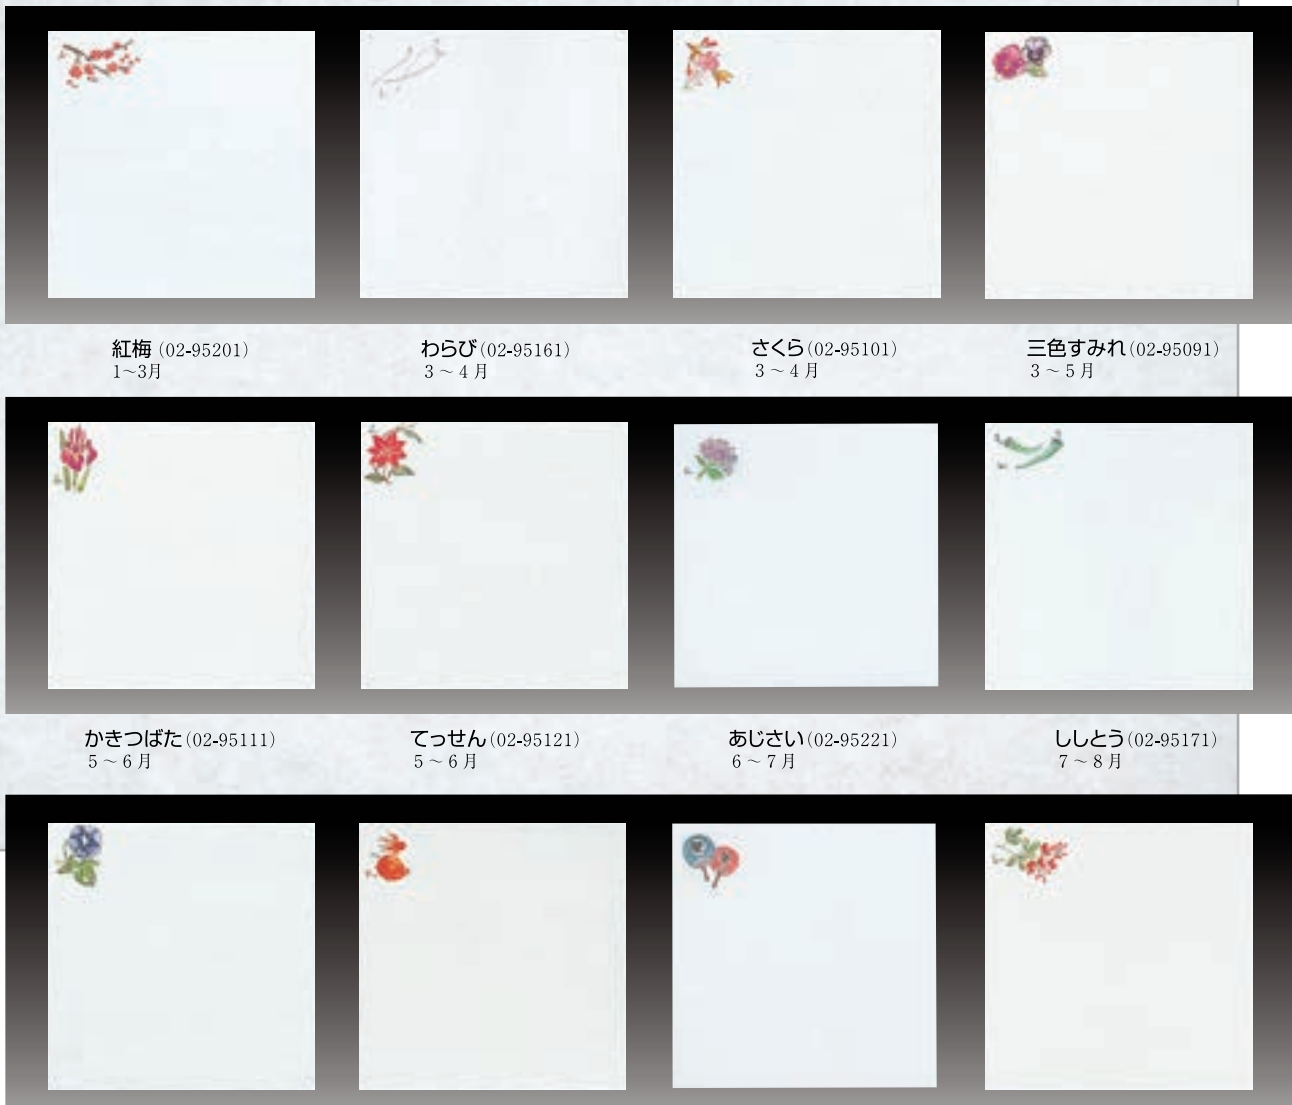 紅梅 (02-95201)
1~3月
わらび(02-95161)
3～4月
さくら(02-95101)
3～4月
三色すみれ(02-95091)
3～5月
かきつばた(02-95111)
5～6月
てっせん(02-95121)
5～6月
あじさい(02-95221)
6～7月
ししとう(02-95171)
7～8月